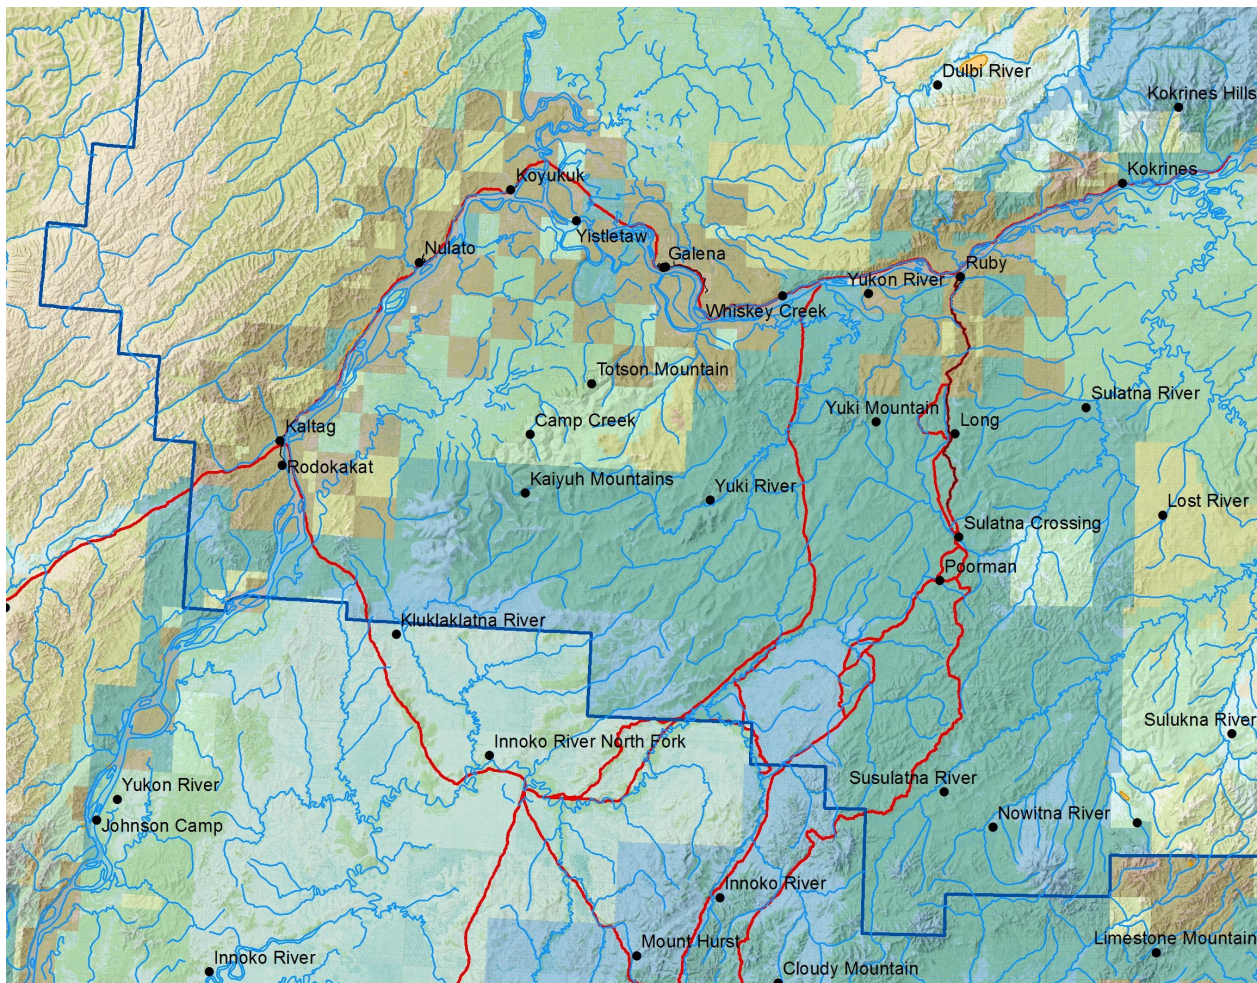 Dulbi River
Kokrines Hills
Kokrines
Koyukuk
Yistletaw
Nulato
Galena
Ruby
Yukon River
Whiskey Creek
Totson Mountain
Sulatna River
Yuki Mountain
Camp Creek
Long
Kaltag
Rodokakat
Kaiyuh Mountains
Yuki River
Lost River
Sulatna Crossing
Poorman
Kluklaklatna River
Sulukna River
Innoko River North Fork
Susulatna River
Yukon River
Nowitna River
Johnson Camp
Innoko River
Mount Hurst
Limestone Mountain
Innoko River
Cloudy Mountain